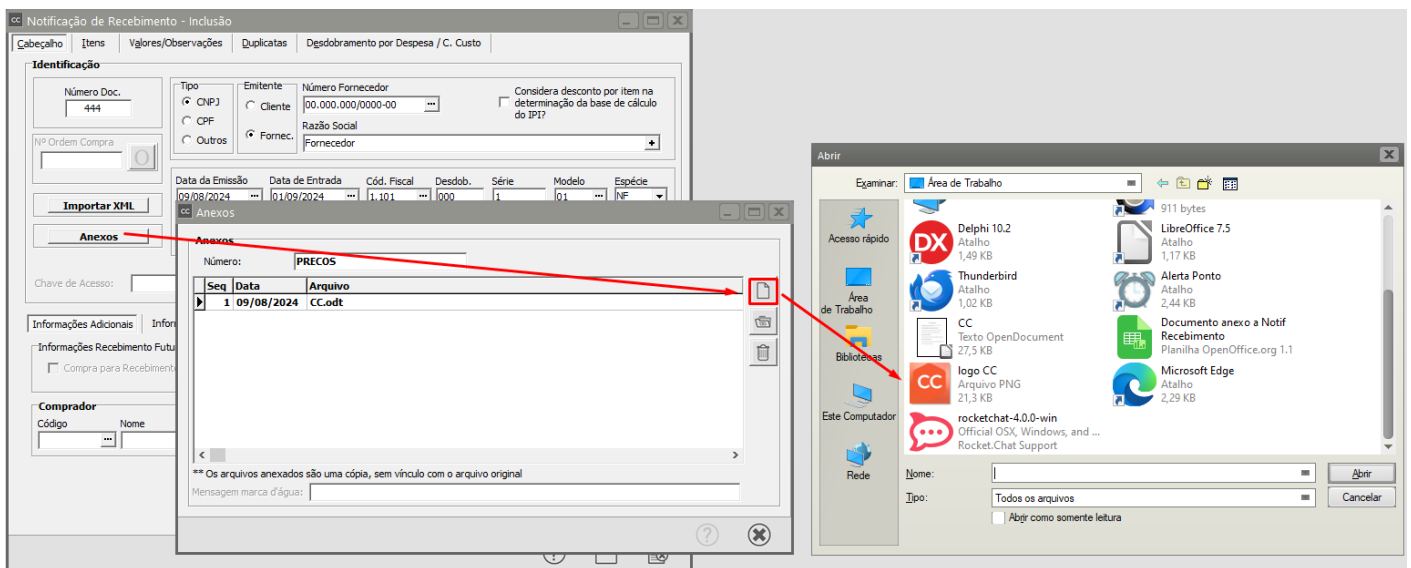 cc Notificação de Recebimento - Inclusão
Cabeçalho Itens Valores/Observações Duplicatas Desdobramento por Despesa / C. Custo
Identificação
Número Doc.
444
Nº Ordem Compra
Importar XML
Anexos
Chave de Acesso:
Tipo
CNPJ
CPF
Outros
Emitente
Cliente
Fornec.
Número Fornecedor
00.000.000/0000-00
Razão Social
Fornecedor
Considera desconto por item na
determinação da base de cálculo
do IPI?
Data da Emissão Data de Entrada Cód. Fiscal Desdob. Série Modelo Espécie
09/08/2024 01/09/2024 1.101 000 1 01 NF
Informações Adicionais
Informações Recebimento Futu
Compra para Recebiment
Comprador
Código Nome
cc Anexos
Anexos
Número: PRECOS
Seq Data Arquivo
1 09/08/2024 CC.odt
** Os arquivos anexados são uma cópia, sem vínculo com o arquivo original
Mensagem marca d'água:
Abrir
Examinar: Área de Trabalho
Acesso rápido
Área
de Trabalho
Bibliotecas
Este Computador
Rede
911 bytes
Delphi 10.2
Atalho
1,49 KB
LibreOffice 7.5
Atalho
1,17 KB
Thunderbird
Atalho
1,02 KB
Alerta Ponto
Atalho
2,44 KB
CC
Texto OpenDocument
27,5 KB
Documento anexo a Notif
Recebimento
Planilha OpenOffice.org 1.1
logo CC
Arquivo PNG
21,3 KB
Microsoft Edge
Atalho
2,29 KB
rocketchat-4.0.0-win
Official OSX, Windows, and ...
Rocket.Chat Support
Nome:
Abrir
Tipo: Todos os arquivos
Cancelar
Abrir como somente leitura